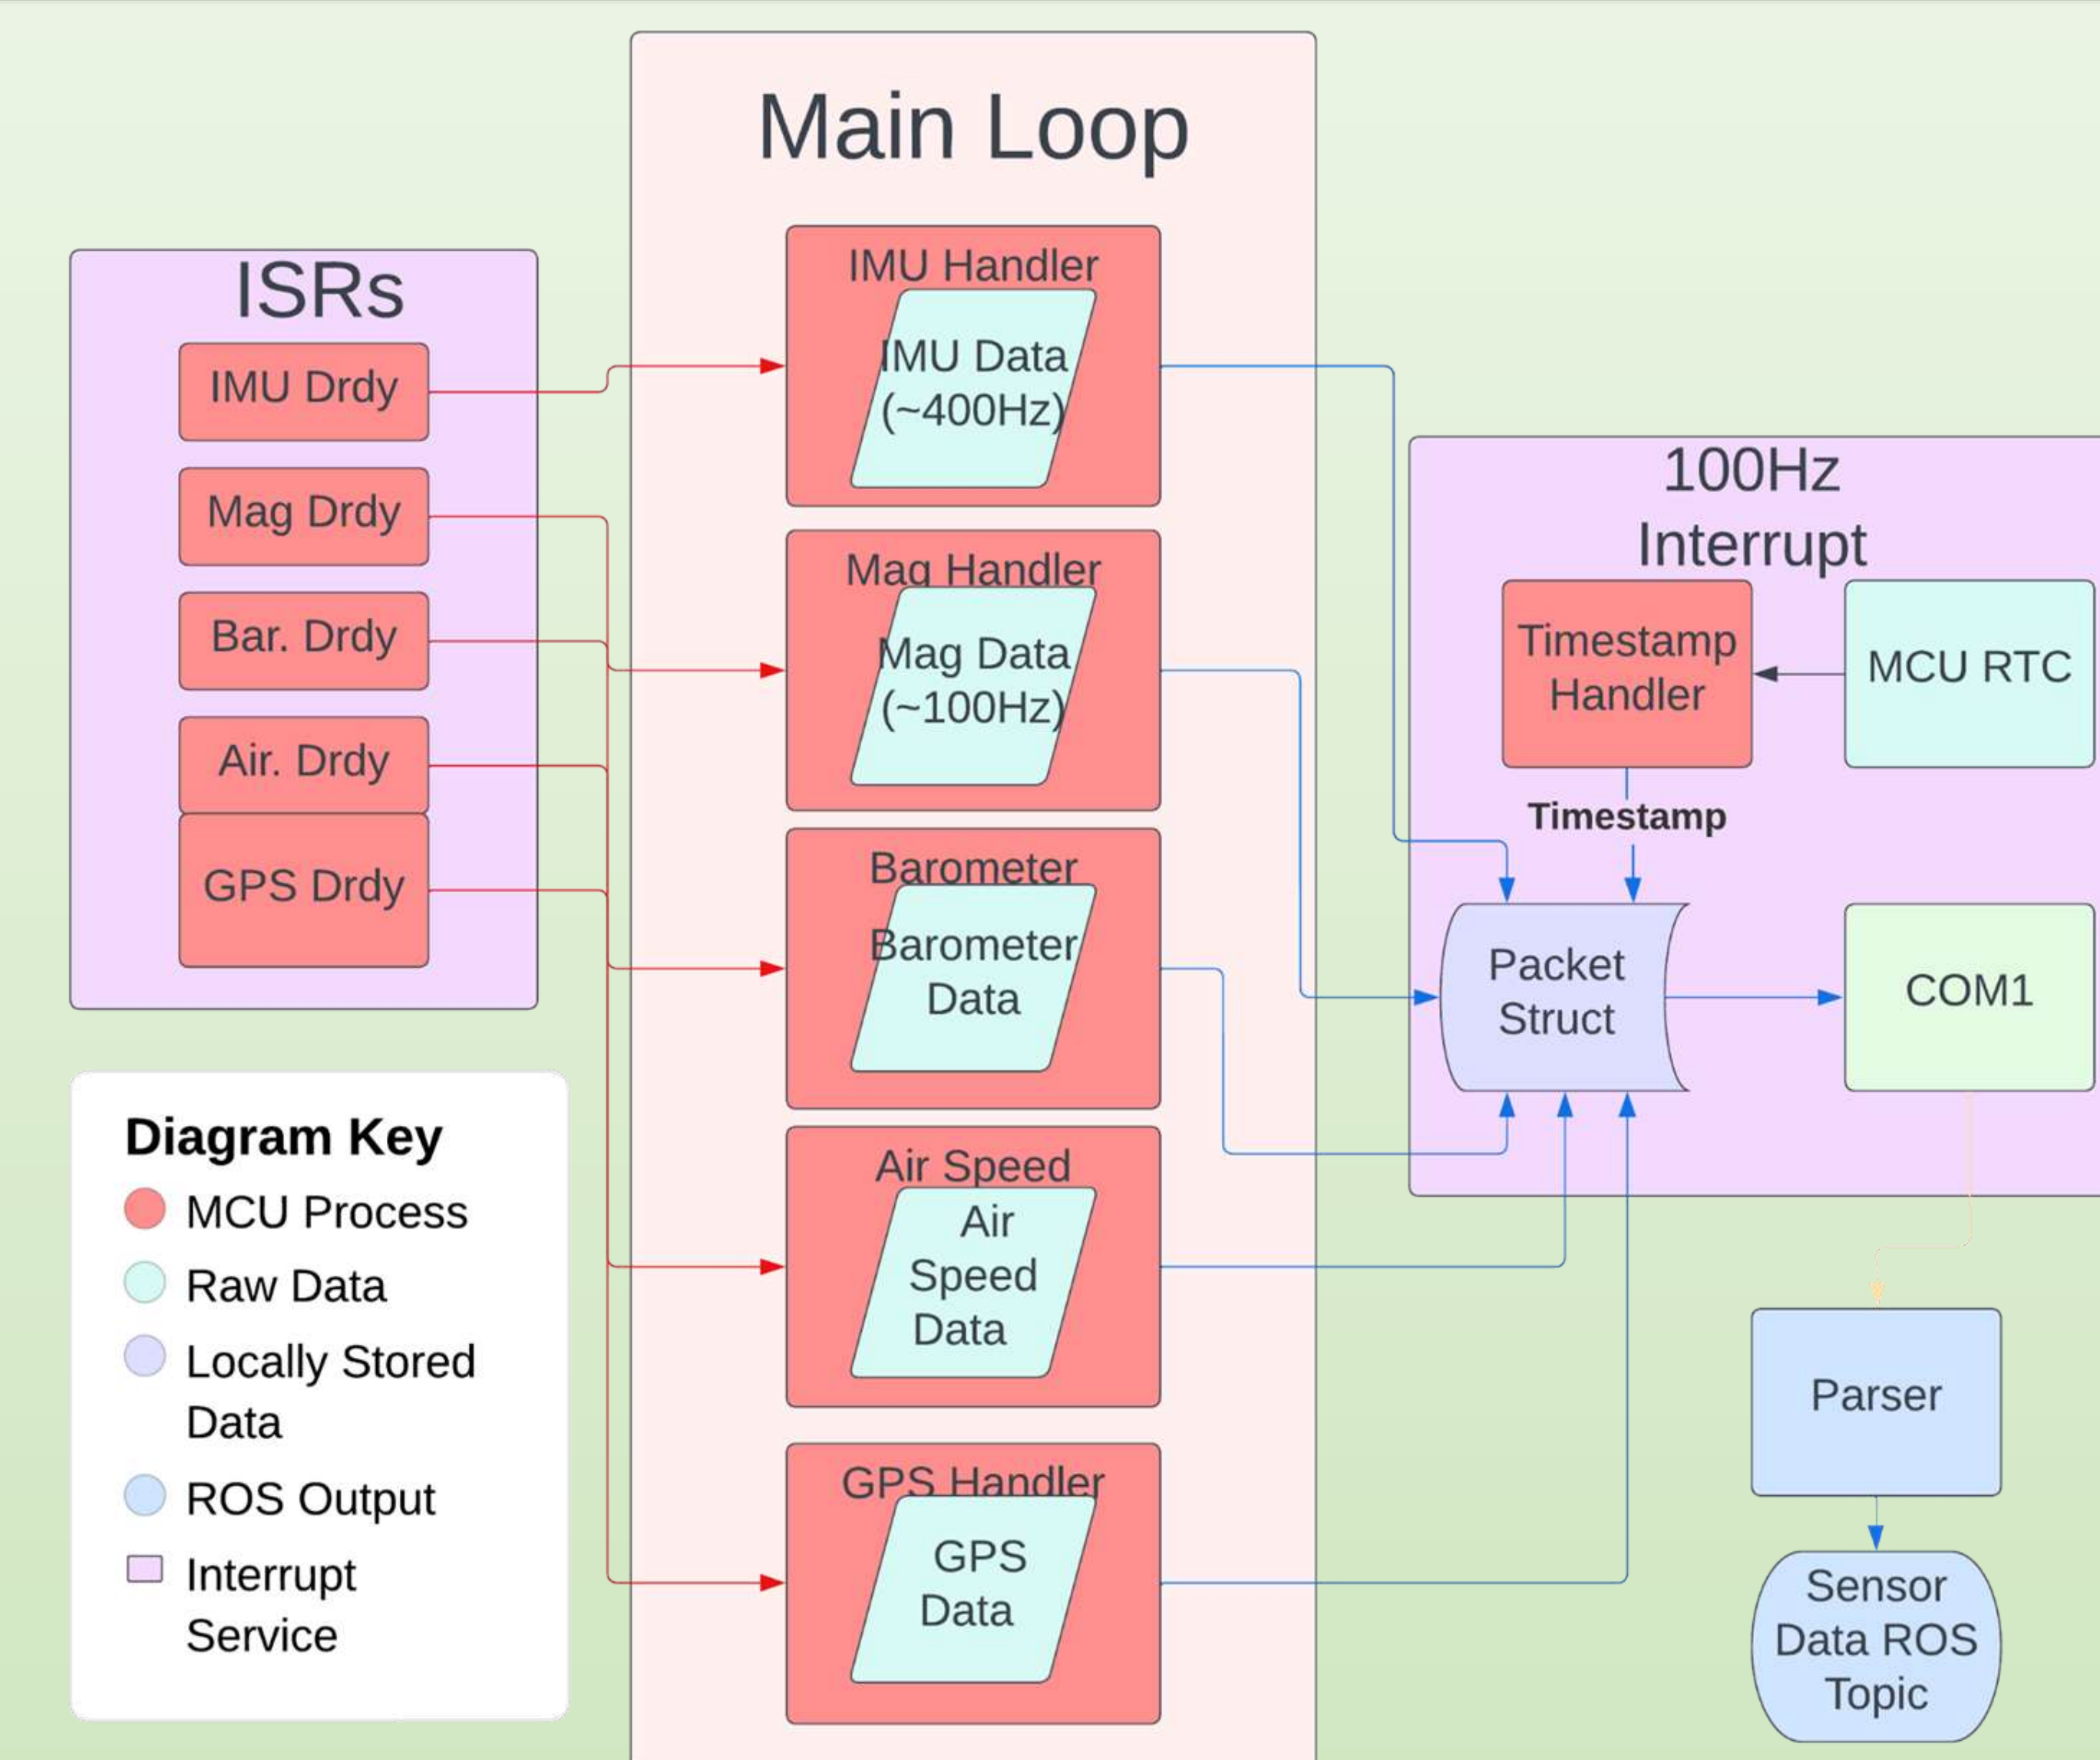 Main Loop
ISRs
IMU Drdy
Mag Drdy
Bar. Drdy
Air. Drdy
GPS Drdy
IMU Handler
IMU Data
(~400Hz)
Mag Handler
Mag Data
(~100Hz)
Barometer
Barometer
Data
Air Speed
Air
Speed
Data
GPS Handler
GPS
Data
100Hz
Interrupt
Timestamp
Handler
MCU RTC
Timestamp
Packet
Struct
COM1
Parser
Sensor
Data ROS
Topic
Diagram Key
MCU Process
Raw Data
Locally Stored
Data
ROS Output
Interrupt
Service